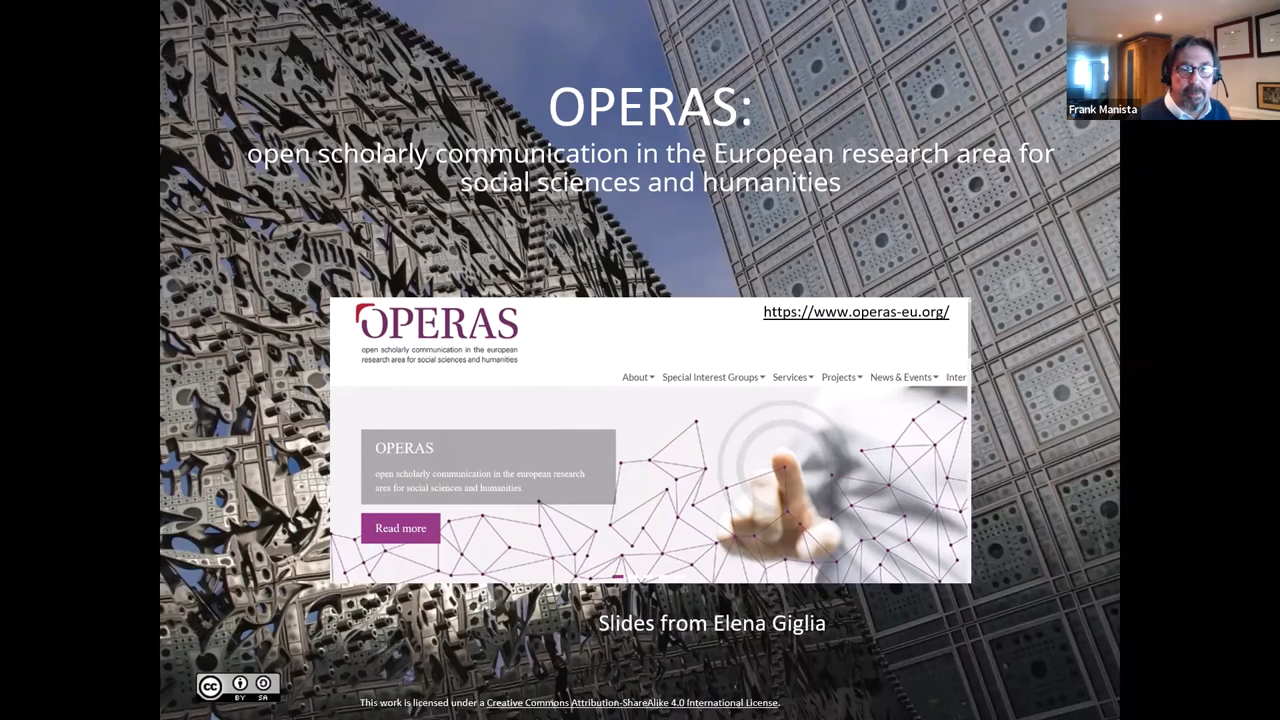 OPERAS:
open scholarly communication in the European research area for
social sciences and humanities
Frank Manista
OPERAS
open scholarly communication in the european
research area for social sciences and humanities
https://www.operas-eu.org/
About Special Interest Groups Services Projects News & Events Inter
OPERAS
open scholarly communication in the european research
area for social sciences and humanities
Read more
Slides from Elena Giglia
cc BY SA
This work is licensed under a Creative Commons Attribution-ShareAlike 4.0 International License.